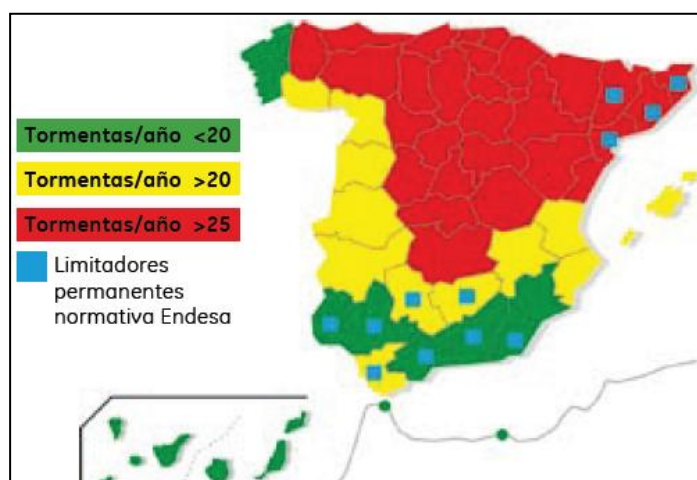 Tormentas/año <20
Tormentas/año >20
Tormentas/año >25
Limitadores
permanentes
normativa Endesa